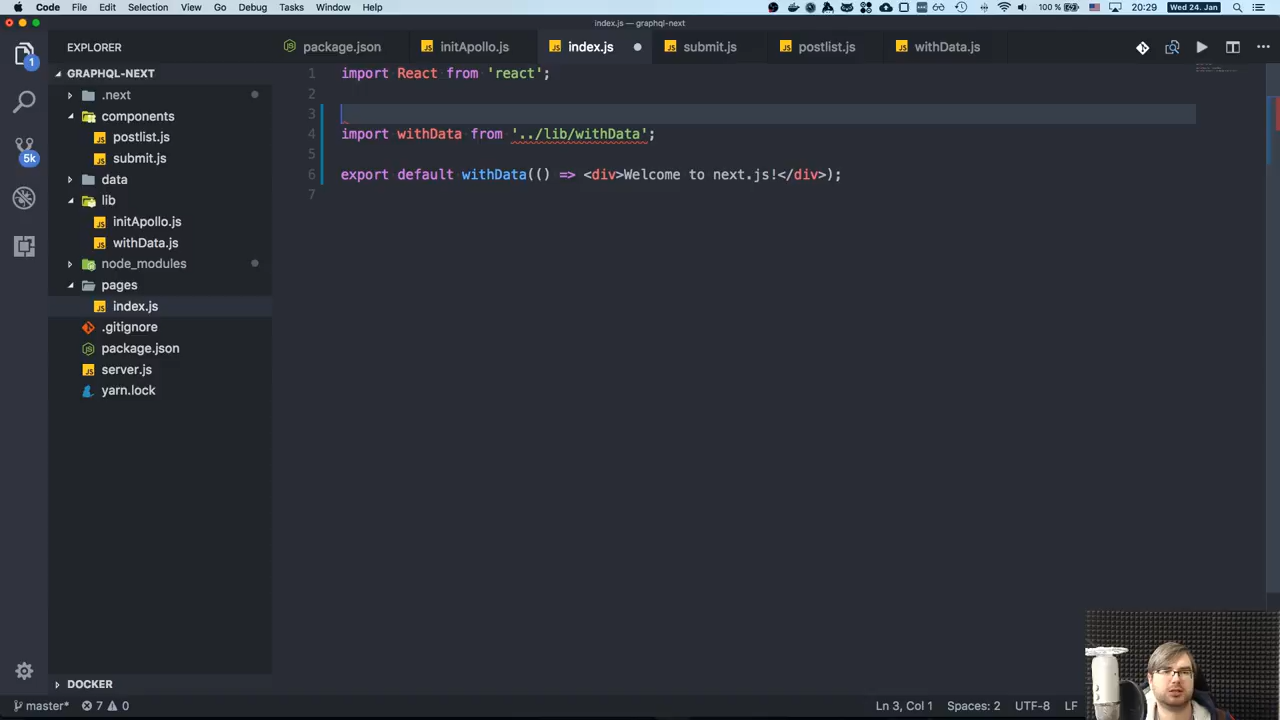 Code File Edit Selection View Go Debug Tasks Window Help 100 % 20:29 Wed 24. Jan
index.js — graphql-next
EXPLORER
package.json initApollo.js index.js submit.js postlist.js withData.js
GRAPHQL-NEXT
.next
components
postlist.js
submit.js
data
lib
initApollo.js
withData.js
node_modules
pages
index.js
.gitignore
package.json
server.js
yarn.lock
1
5k
1 import React from 'react';
2
3
4 import withData from '../lib/withData';
5
6 export default withData(() => <div>Welcome to next.js!</div>);
7
DOCKER
master* 7 0 Ln 3, Col 1 Spaces: 2 UTF-8 LF